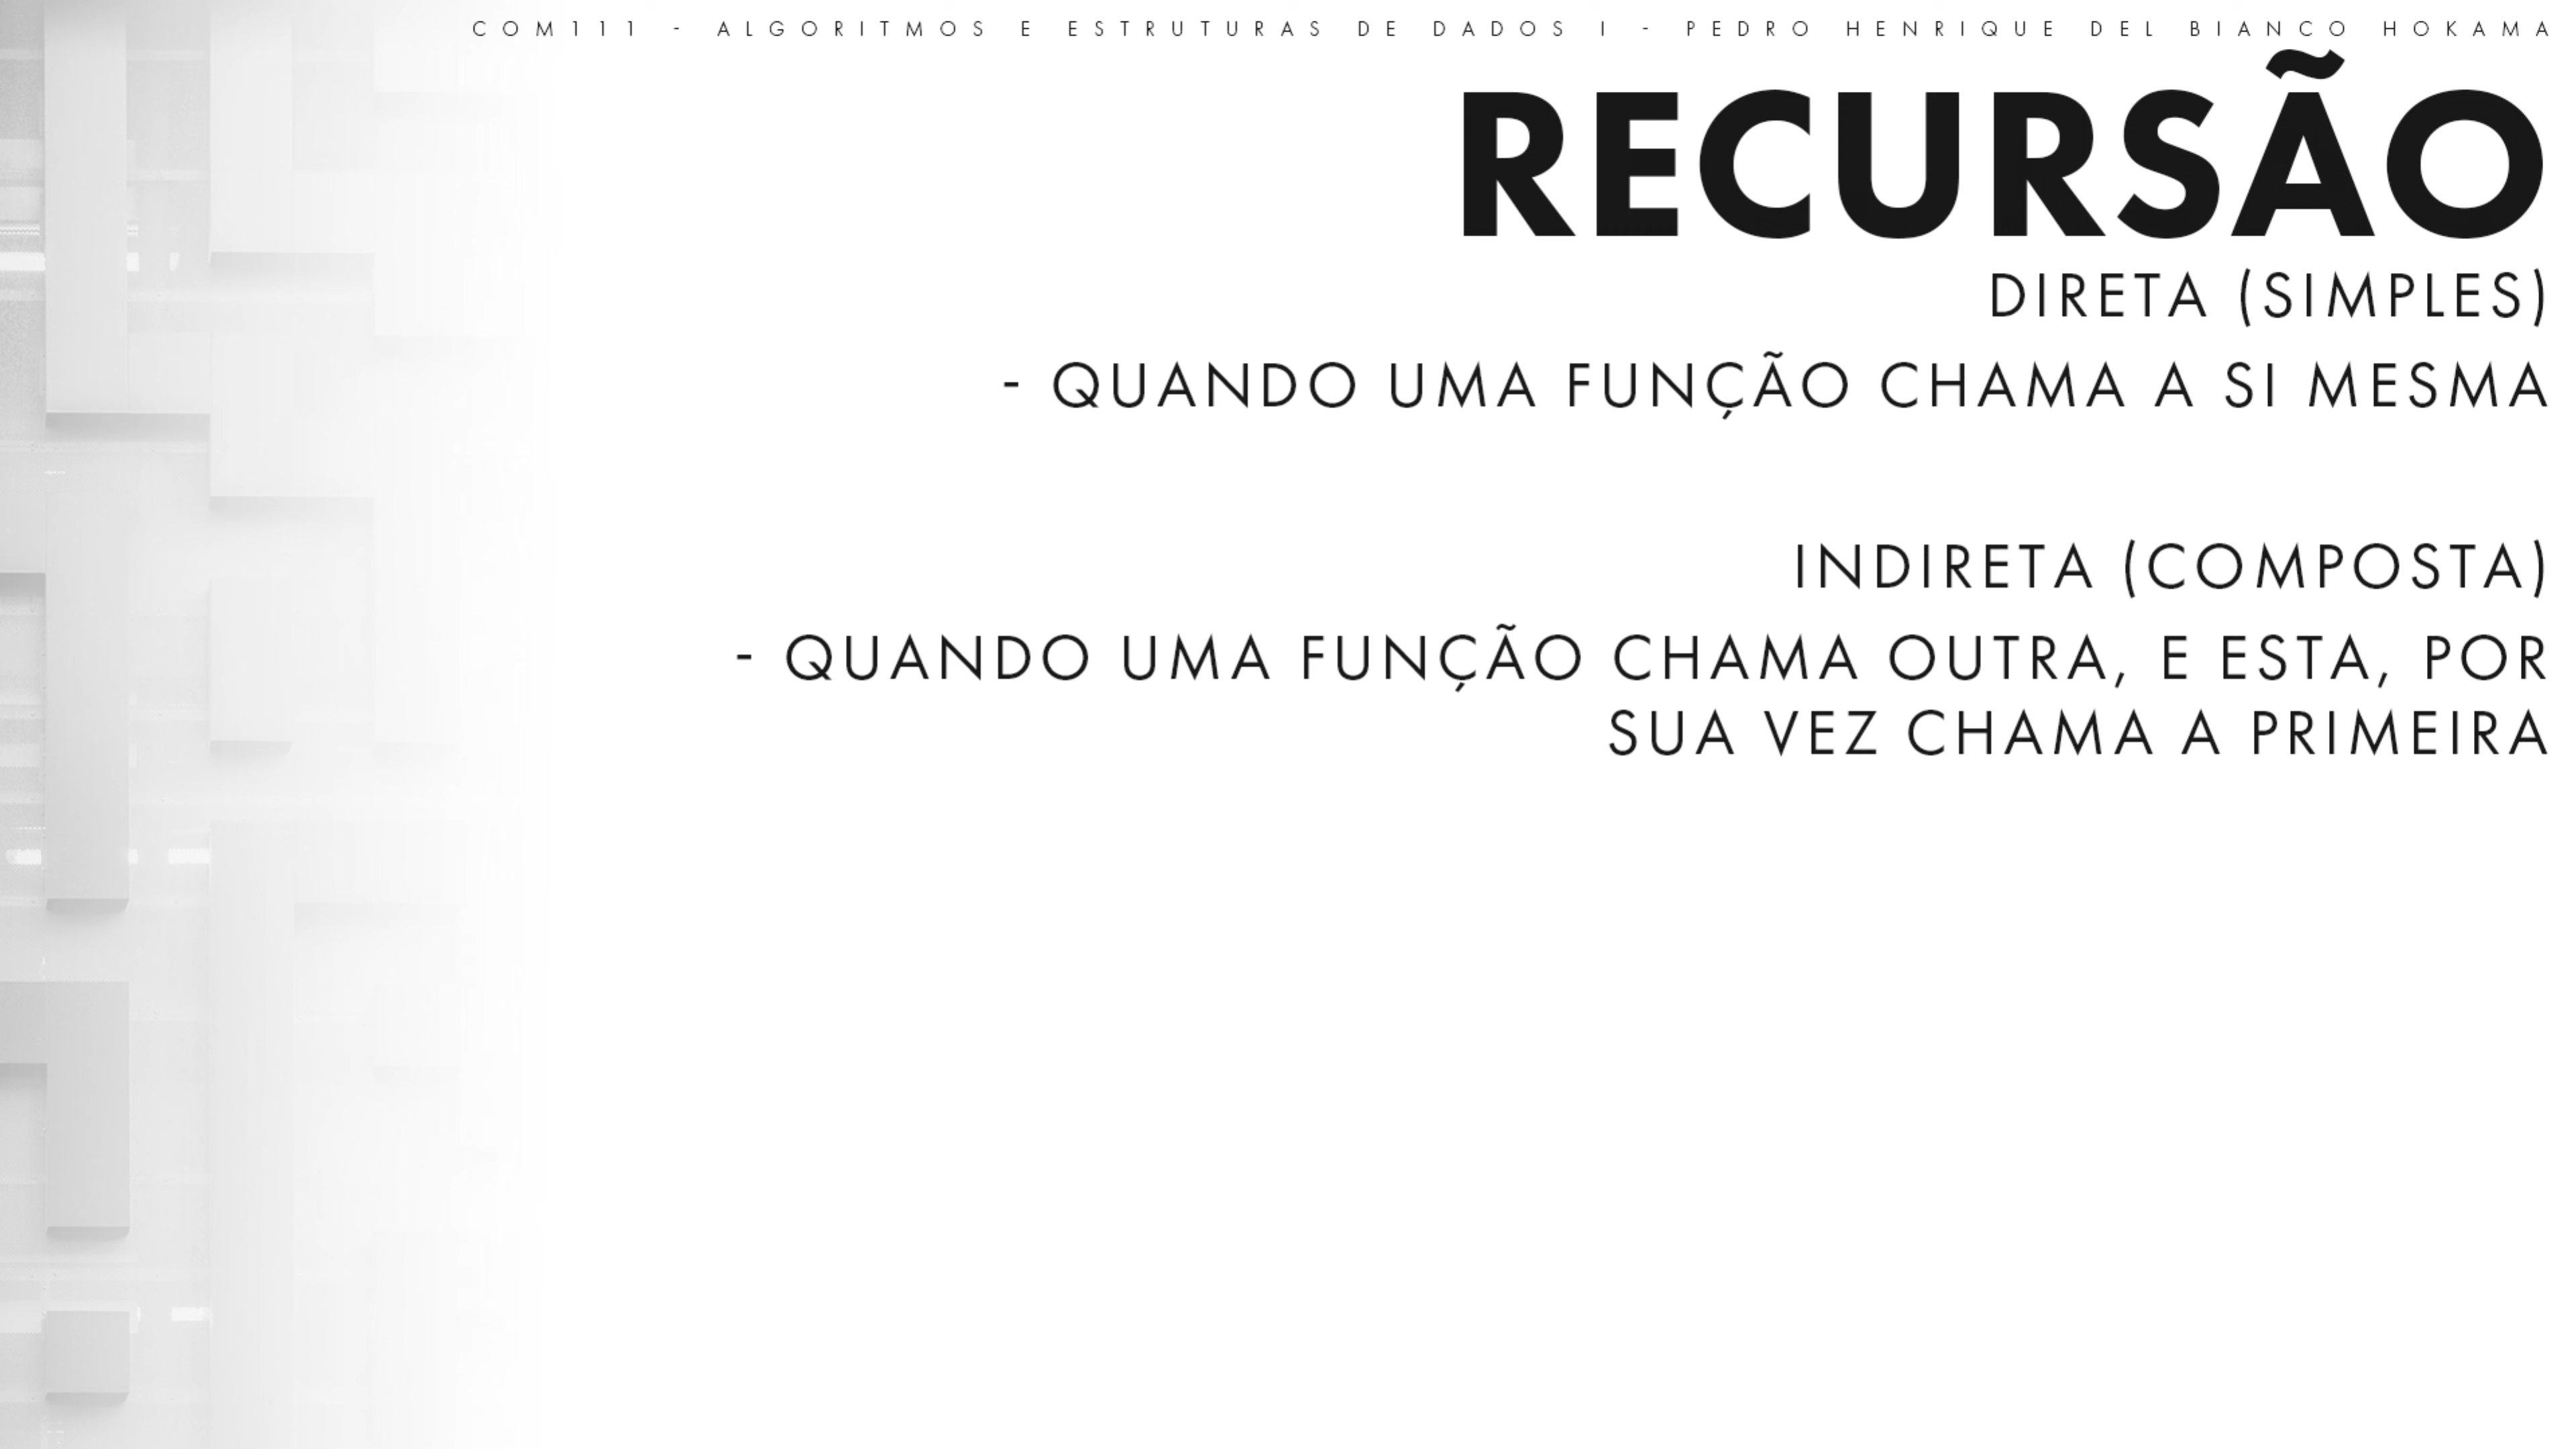 COM111 - ALGORITMOS E ESTRUTURAS DE DADOS I - PEDRO HENRIQUE DEL BIANCO HOKAMA
RECURSÃO
DIRETA (SIMPLES)
- QUANDO UMA FUNÇÃO CHAMA A SI MESMA
INDIRETA (COMPOSTA)
- QUANDO UMA FUNÇÃO CHAMA OUTRA, E ESTA, POR
SUA VEZ CHAMA A PRIMEIRA